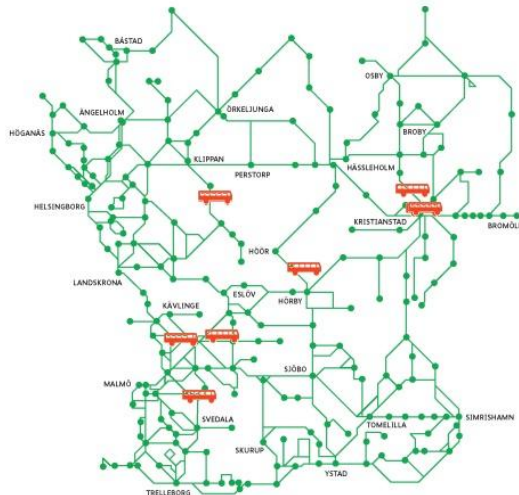 BÅSTAD
OSBY
ÄNGELHOLM
ÖRKELJUNGA
HÖGANÄS
BROBY
KLIPPAN
PERSTORP
HÄSSLEHOLM
HELSINGBORG
KRISTIANSTAD
BROMÖLL
HÖÖR
LANDSKRONA
ESLÖV
HÖRBY
KÄVLINGE
SJÖBO
MALMÖ
SVEDALA
TOMELILLA
SIMRISHAMN
SKURUP
YSTAD
TRELLEBORG